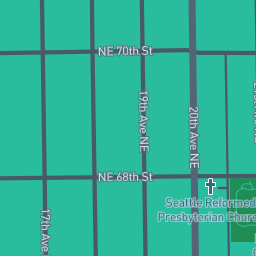 NE 70th St
19th Ave NE
20th Ave NE
NE 68th St
Seattle Reformed
Presbyterian Church
17th Ave